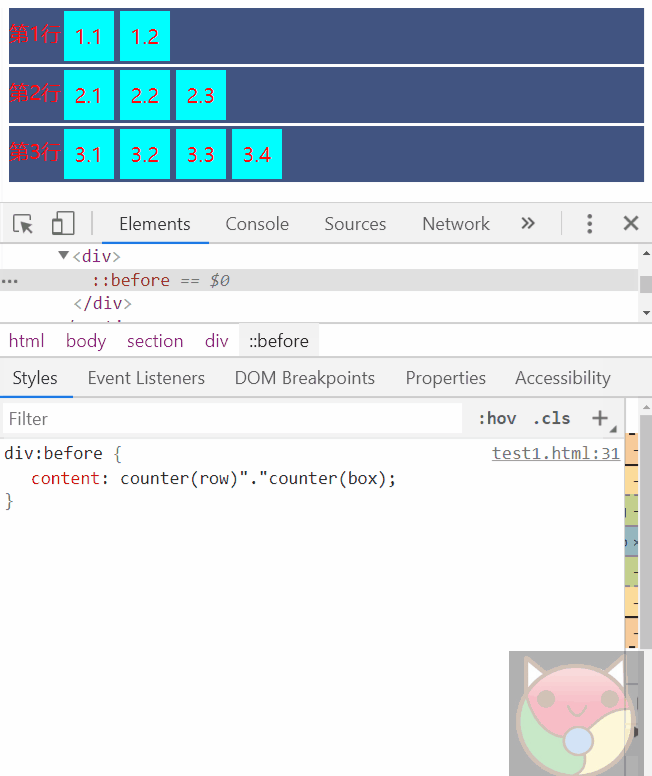 第1行 1.1 1.2
第2行 2.1 2.2 2.3
第3行 3.1 3.2 3.3 3.4
Elements Console Sources Network »
<div>
... ::before == $0
</div>
html body section div ::before
Styles Event Listeners DOM Breakpoints Properties Accessibility
Filter :hov .cls +
div:before { test1.html:31
content: counter(row)"."counter(box);
}